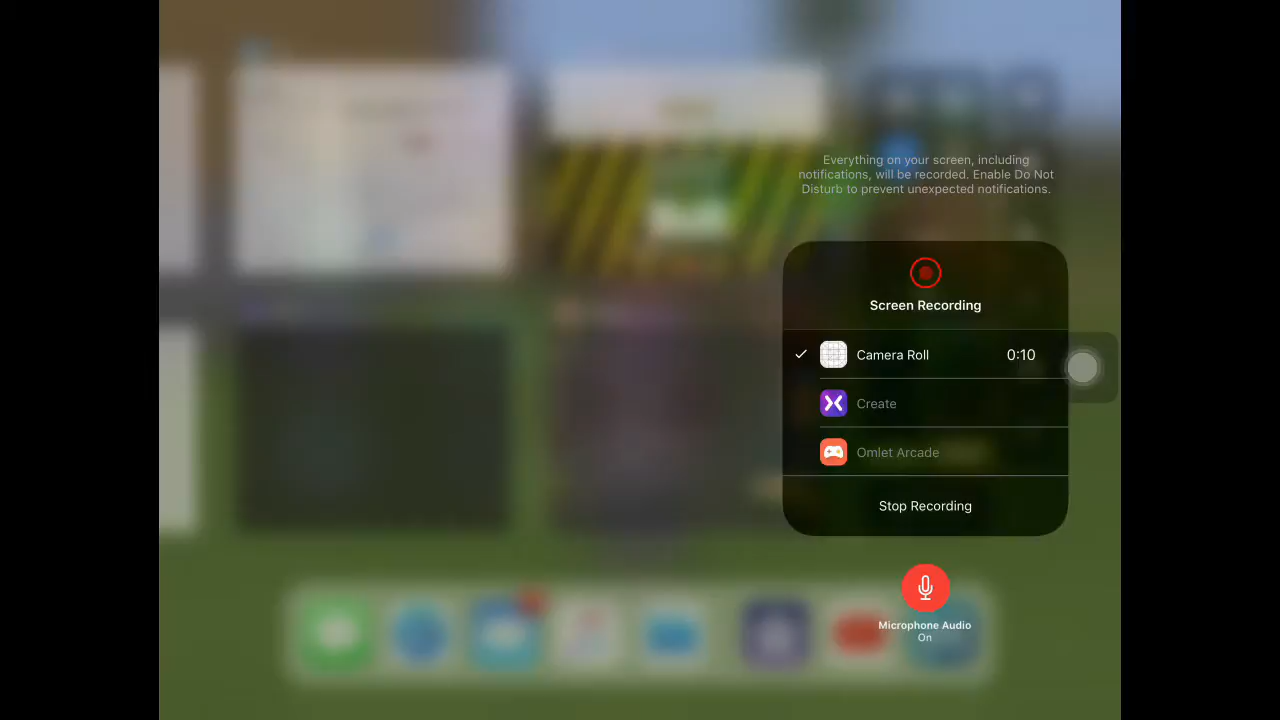 Everything on your screen, including
notifications, will be recorded. Enable Do Not
Disturb to prevent unexpected notifications.
Screen Recording
Camera Roll 0:10
Create
Omlet Arcade
Stop Recording
Microphone Audio
On